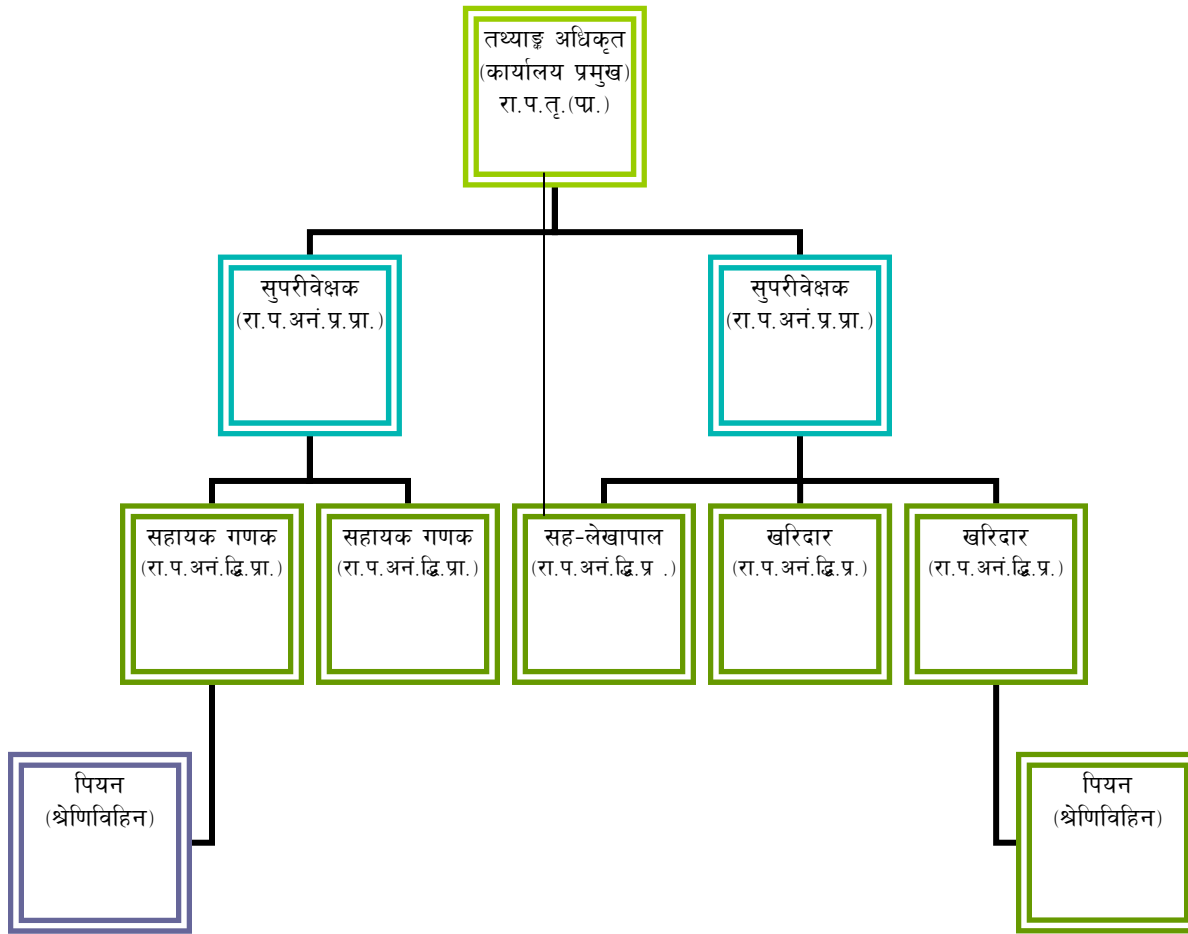 तथ्याङ्क अधिकृत
(कार्यालय प्रमुख)
रा.प.तृ.(प्रा.)
सुपरीवेक्षक
(रा.प.अनं.प्र.प्रा.)
सुपरीवेक्षक
(रा.प.अनं.प्र.प्रा.)
सहायक गणक
(रा.प.अनं.द्धि.प्रा.)
सहायक गणक
(रा.प.अनं.द्धि.प्रा.)
सह-लेखापाल
(रा.प.अनं.द्धि.प्र .)
खरिदार
(रा.प.अनं.द्धि.प्र.)
खरिदार
(रा.प.अनं.द्धि.प्र.)
पियन
(श्रेणिविहिन)
पियन
(श्रेणिविहिन)